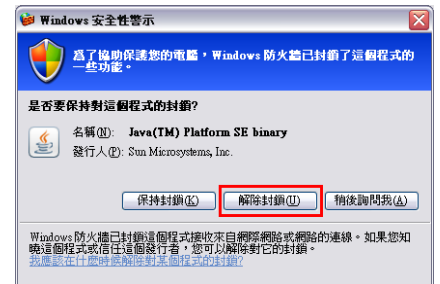 Windows 安全性警示
為了協助保護您的電腦，Windows 防火牆已封鎖了這個程式的
一些功能。
是否要保持對這個程式的封鎖?
名稱(N): Java(TM) Platform SE binary
發行人(P): Sun Microsystems, Inc.
保持封鎖(K) 解除封鎖(U) 稍後詢問我(A)
Windows 防火牆已封鎖這個程式接收來自網際網路或網路的連線。如果您知
曉這個程式或信任這個發行者，您可以解除對它的封鎖。
我應該在什麼時候解除對某個程式的封鎖?